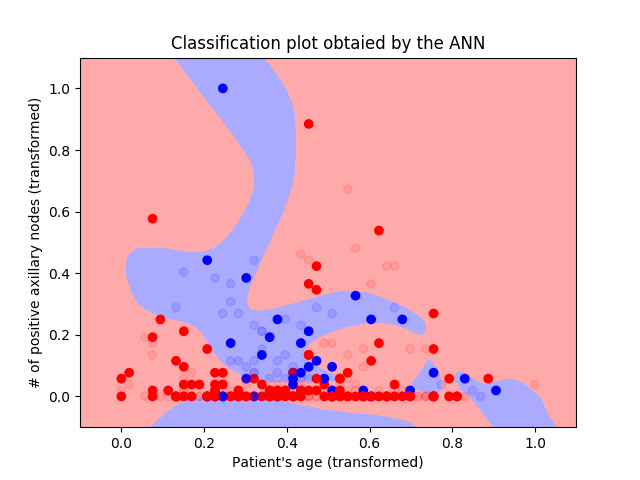 Classification plot obtaied by the ANN
# of positive axillary nodes (transformed)
1.0
0.8
0.6
0.4
0.2
0.0
0.0 0.2 0.4 0.6 0.8 1.0
Patient's age (transformed)